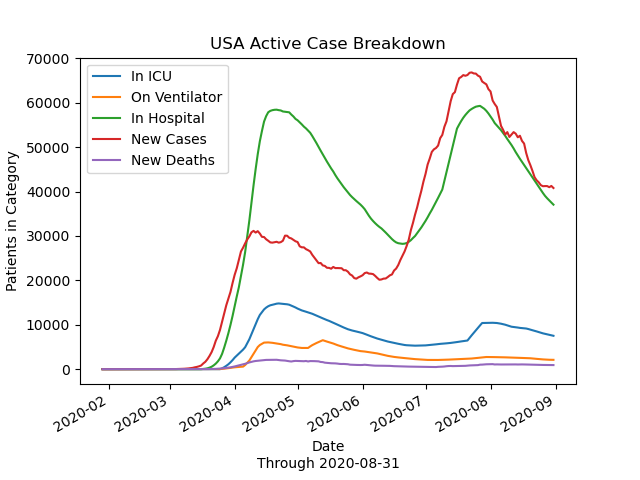 USA Active Case Breakdown
70000
60000
50000
40000
30000
20000
10000
0
Patients in Category
In ICU
On Ventilator
In Hospital
New Cases
New Deaths
2020-02
2020-03
2020-04
2020-05
2020-06
2020-07
2020-08
2020-09
Date
Through 2020-08-31